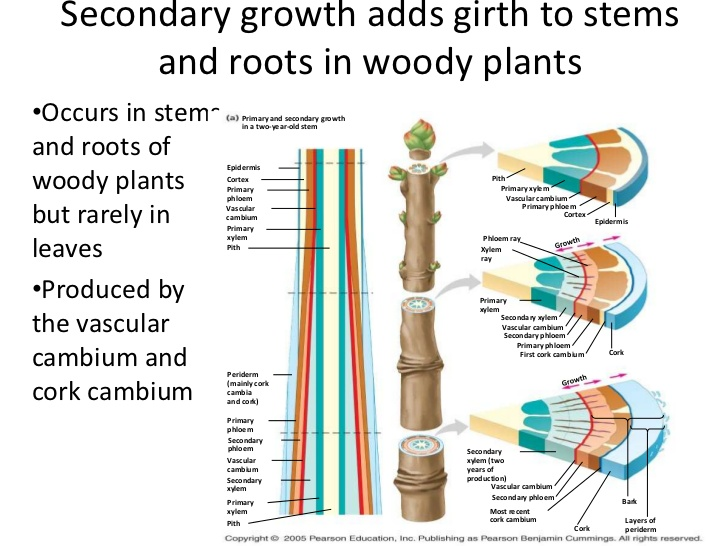 Secondary growth adds girth to stems
and roots in woody plants
•Occurs in stems
and roots of
woody plants
but rarely in
leaves
•Produced by
the vascular
cambium and
cork cambium
(a) Primary and secondary growth
in a two-year-old stem
Epidermis
Cortex
Primary
phloem
Vascular
cambium
Primary
xylem
Pith
Periderm
(mainly cork
cambia
and cork)
Primary
phloem
Secondary
phloem
Vascular
cambium
Secondary
xylem
Primary
xylem
Pith
Pith
Primary xylem
Vascular cambium
Primary phloem
Cortex
Epidermis
Phloem ray
Xylem
ray
Growth
Primary
xylem
Secondary xylem
Vascular cambium
Secondary phloem
Primary phloem
First cork cambium
Cork
Growth
Secondary
xylem (two
years of
production)
Vascular cambium
Secondary phloem
Most recent
cork cambium
Cork
Bark
Layers of
periderm
Copyright © 2005 Pearson Education, Inc. Publishing as Pearson Benjamin Cummings. All rights reserved.